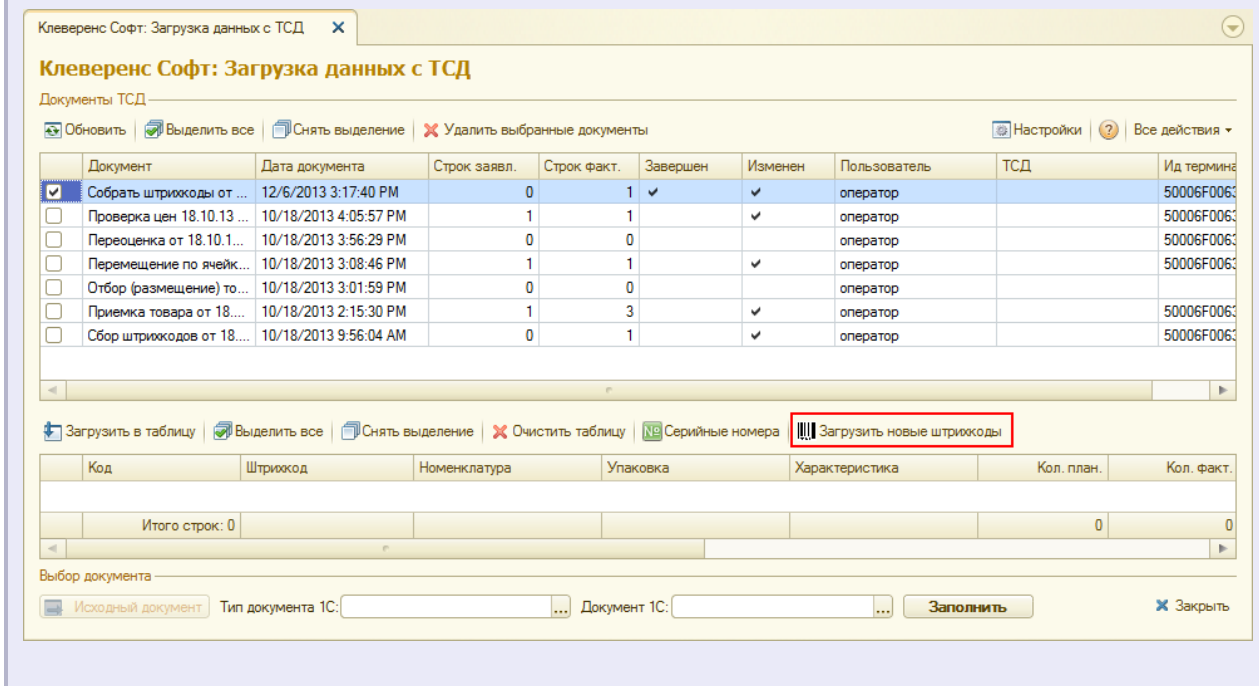 Клеверенс Софт: Загрузка данных с ТСД
Клеверенс Софт: Загрузка данных с ТСД
Документы ТСД
Обновить Выделить все Снять выделение Удалить выбранные документы Настройки ? Все действия
Документ Дата документа Строк заявл. Строк факт. Завершен Изменен Пользователь ТСД Ид термина
Собрать штрихкоды от ... 12/6/2013 3:17:40 PM 0 1 оператор 50006F0063
Проверка цен 18.10.13 ... 10/18/2013 4:05:57 PM 1 1 оператор 50006F0063
Переоценка от 18.10.1... 10/18/2013 3:56:29 PM 0 0 оператор 50006F0063
Перемещение по ячейк... 10/18/2013 3:08:46 PM 1 1 оператор 50006F0063
Отбор (размещение) то... 10/18/2013 3:01:59 PM 0 0 оператор
Приемка товара от 18.... 10/18/2013 2:15:30 PM 1 3 оператор 50006F0063
Сбор штрихкодов от 18.... 10/18/2013 9:56:04 AM 0 1 оператор 50006F0063
Загрузить в таблицу Выделить все Снять выделение Очистить таблицу № Серийные номера Загрузить новые штрихкоды
Код Штрихкод Номенклатура Упаковка Характеристика Кол. план. Кол. факт.
Итого строк: 0 0 0
Выбор документа
Исходный документ Тип документа 1С: ... Документ 1С: ... Заполнить Закрыть